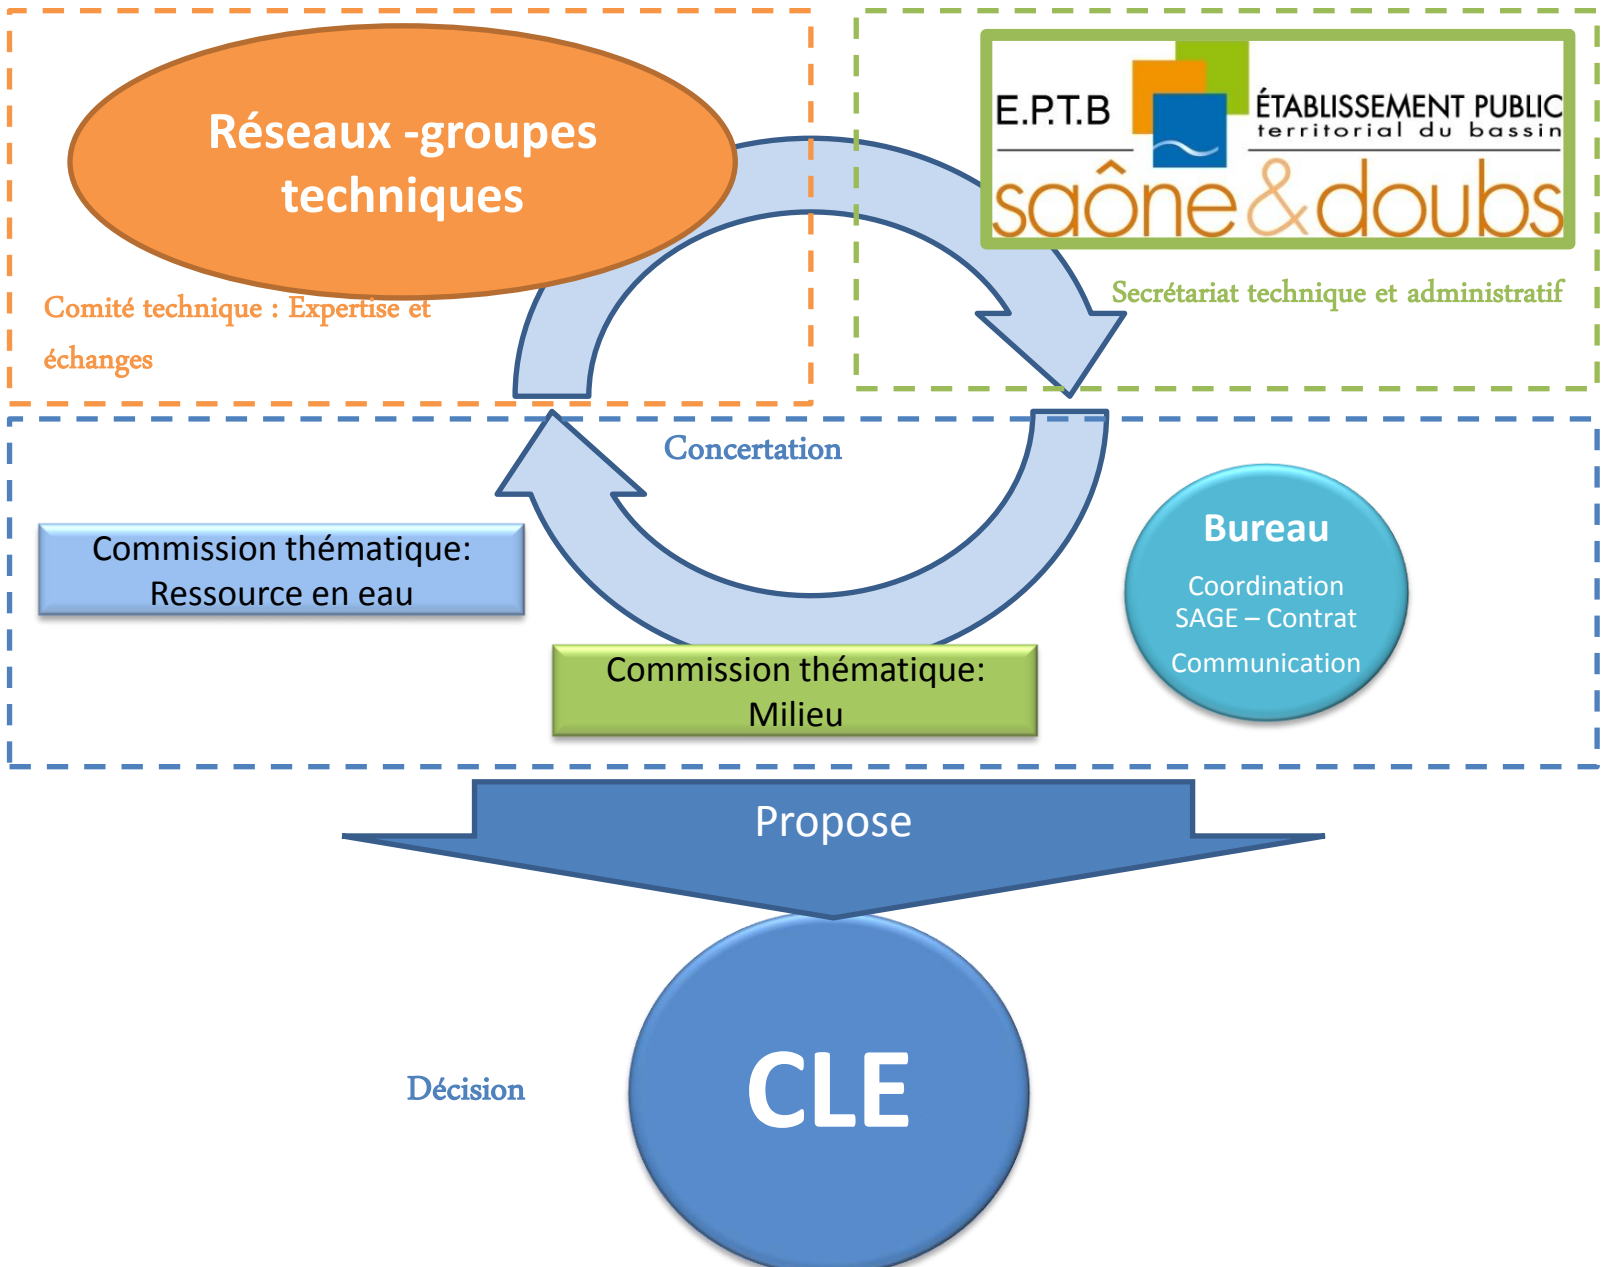 Réseaux -groupes
techniques
Comité technique : Expertise et
échanges
E.P.T.B
ÉTABLISSEMENT PUBLIC
territorial du bassin
saône & doubs
Secrétariat technique et administratif
Concertation
Commission thématique:
Ressource en eau
Commission thématique:
Milieu
Bureau
Coordination
SAGE – Contrat
Communication
Propose
Décision
CLE